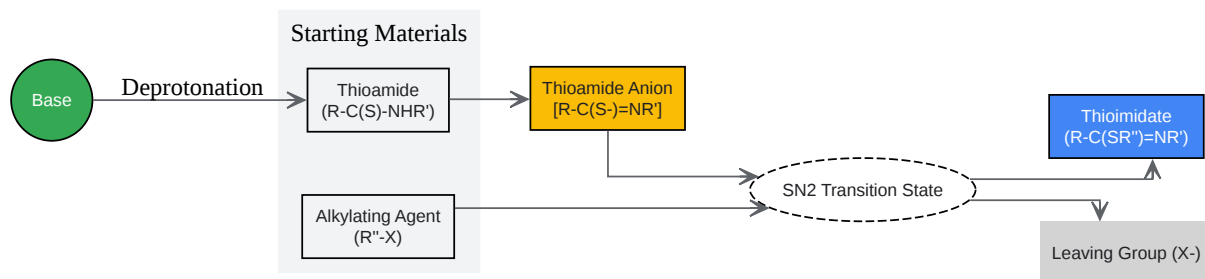 Starting Materials
Base
Deprotonation
Thioamide
(R-C(S)-NHR')
Thioamide Anion
[R-C(S-)=NR']
Alkylating Agent
(R"-X)
SN2 Transition State
Thioimidate
(R-C(SR")=NR')
Leaving Group (X-)